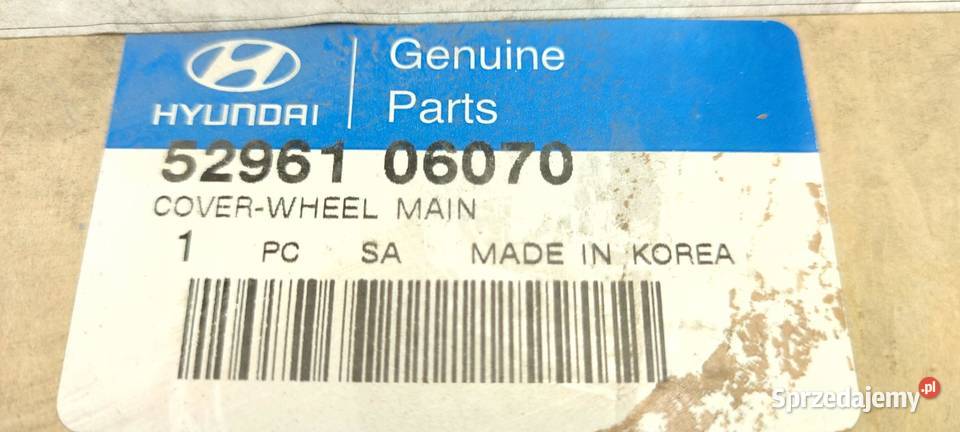 Genuine
Parts
HYUNDAI
52961 06070
COVER-WHEEL MAIN
1 PC SA MADE IN KOREA
Sprzedajemy.pl